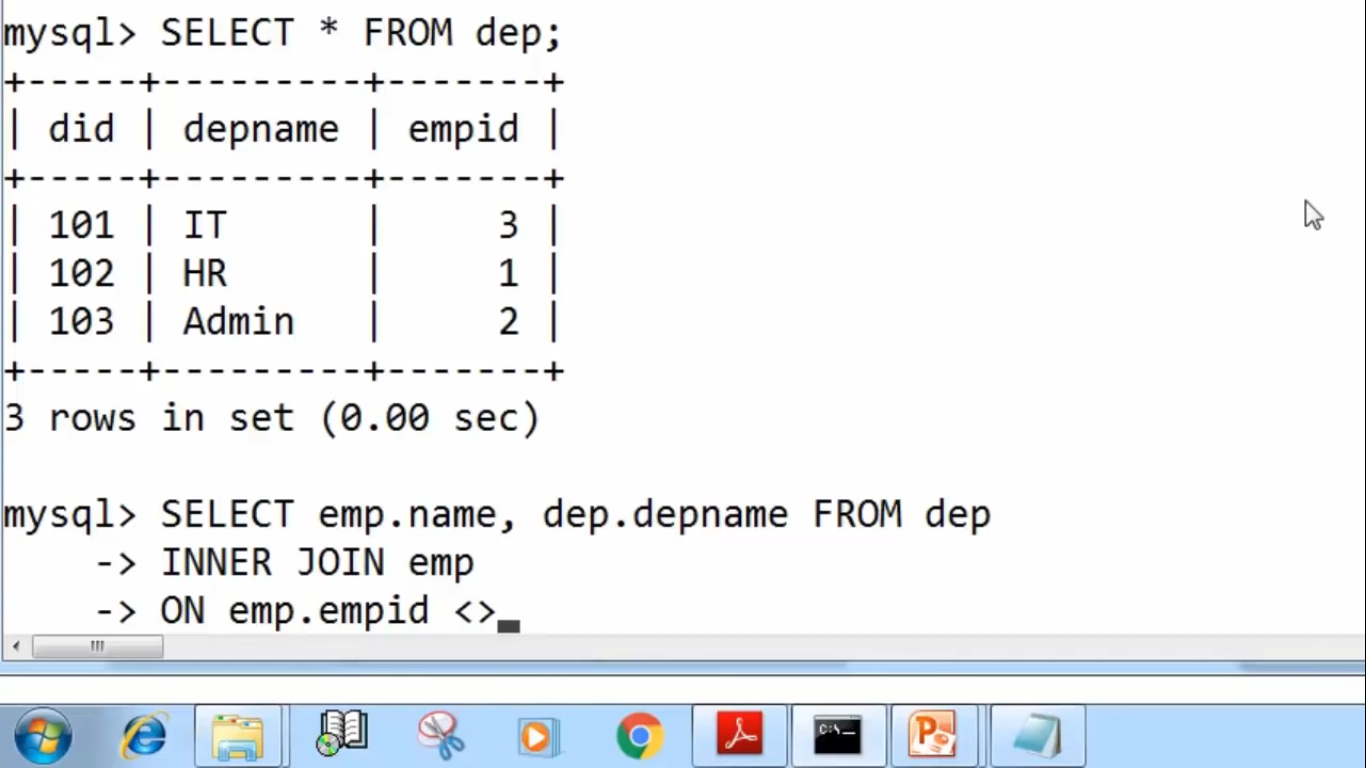 mysql> SELECT * FROM dep;
+-----+---------+-------+
| did | depname | empid |
+-----+---------+-------+
| 101 | IT      |     3 |
| 102 | HR      |     1 |
| 103 | Admin   |     2 |
+-----+---------+-------+
3 rows in set (0.00 sec)
mysql> SELECT emp.name, dep.depname FROM dep
    -> INNER JOIN emp
    -> ON emp.empid <>